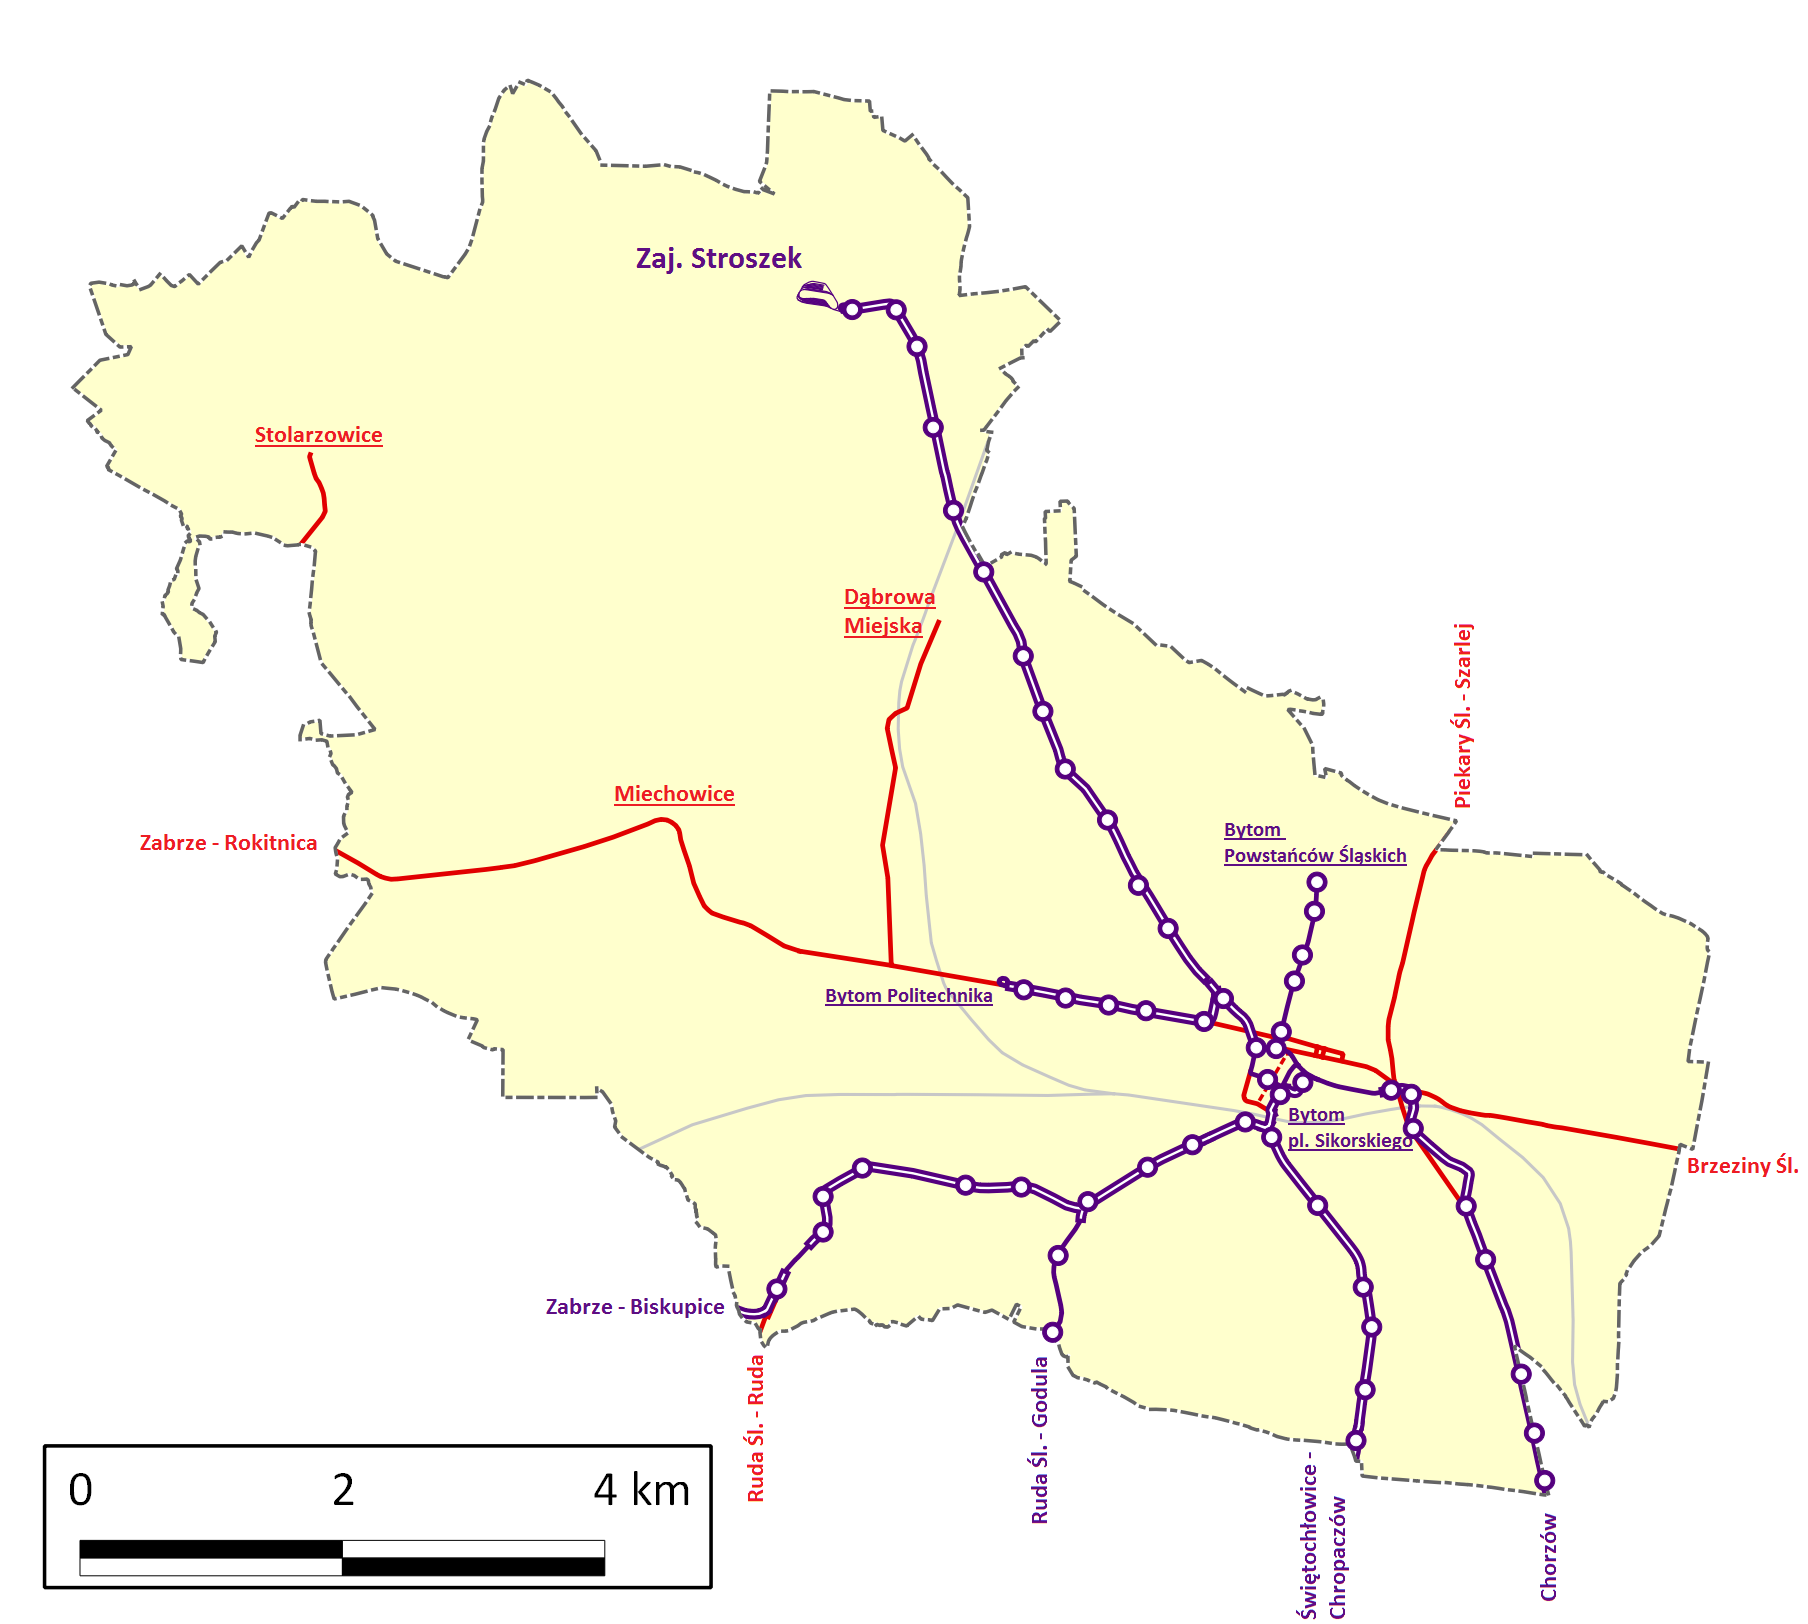 Zaj. Stroszek
Stolarzowice
Dąbrowa
Miejska
Piekary Śl. - Szarlej
Miechowice
Zabrze - Rokitnica
Bytom
Powstańców Śląskich
Bytom Politechnika
Bytom
pl. Sikorskiego
Brzeziny Śl.
Zabrze - Biskupice
Ruda Śl. - Ruda
Ruda Śl. - Godula
Świętochłowice -
Chropaczów
Chorzów
0 2 4 km